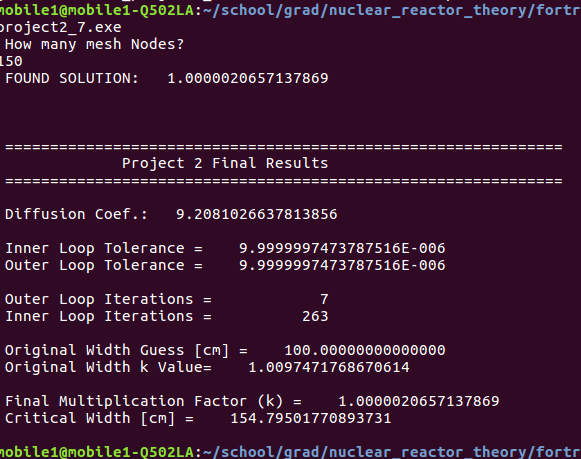 mobile1@mobile1-Q502LA:~/school/grad/nuclear_reactor_theory/fortr
project2_7.exe
How many mesh Nodes?
150
FOUND SOLUTION:   1.0000020657137869
==============================================================
Project 2 Final Results
==============================================================
Diffusion Coef.:   9.2081026637813856
Inner Loop Tolerance =    9.9999997473787516E-006
Outer Loop Tolerance =    9.9999997473787516E-006
Outer Loop Iterations =            7
Inner Loop Iterations =          263
Original Width Guess [cm] =    100.00000000000000
Original Width k Value=    1.0097471768670614
Final Multiplication Factor (k) =    1.0000020657137869
Critical Width [cm] =    154.79501770893731
mobile1@mobile1-Q502LA:~/school/grad/nuclear_reactor_theory/fortr